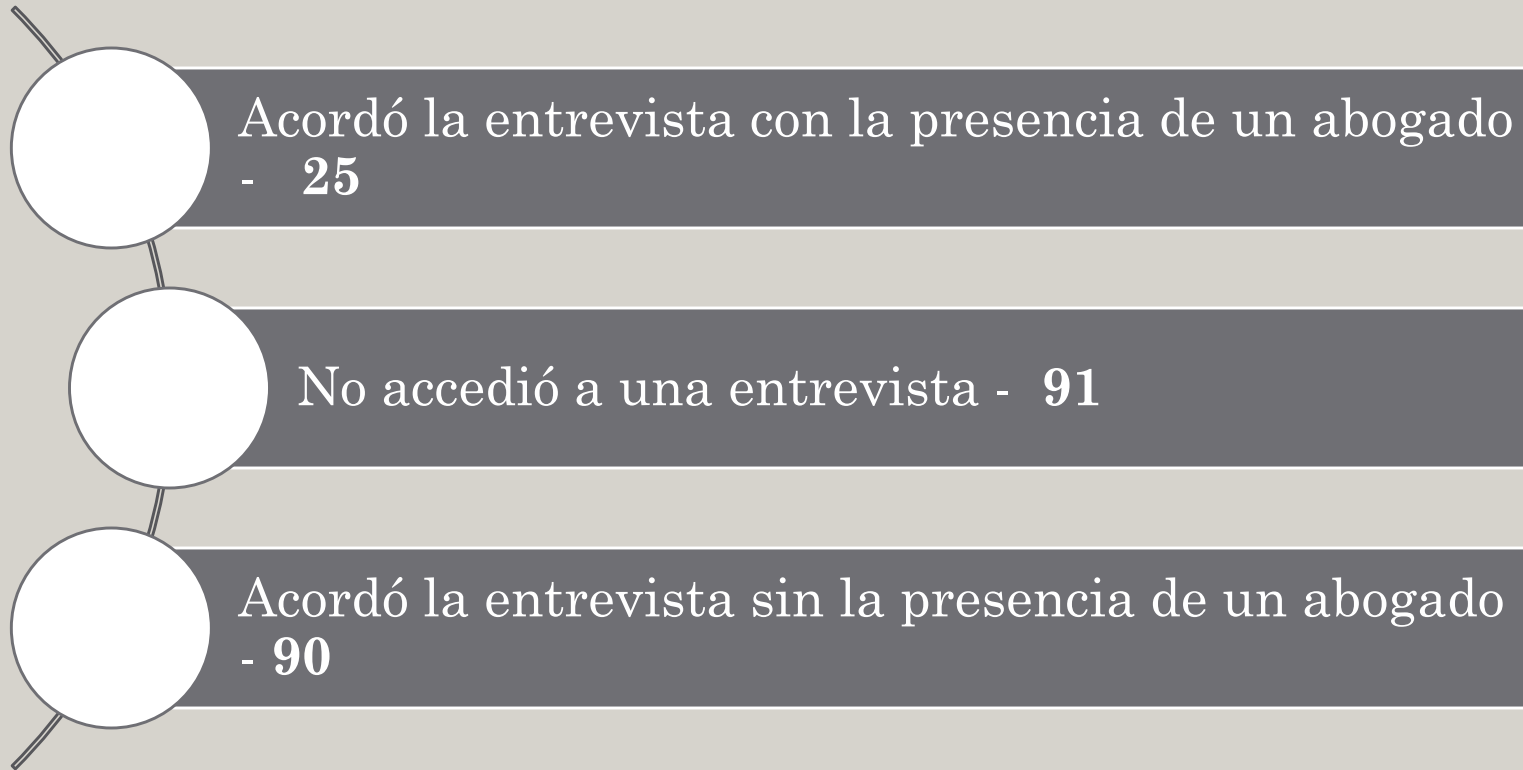 Acordó la entrevista con la presencia de un abogado
- 25
No accedió a una entrevista - 91
Acordó la entrevista sin la presencia de un abogado
- 90